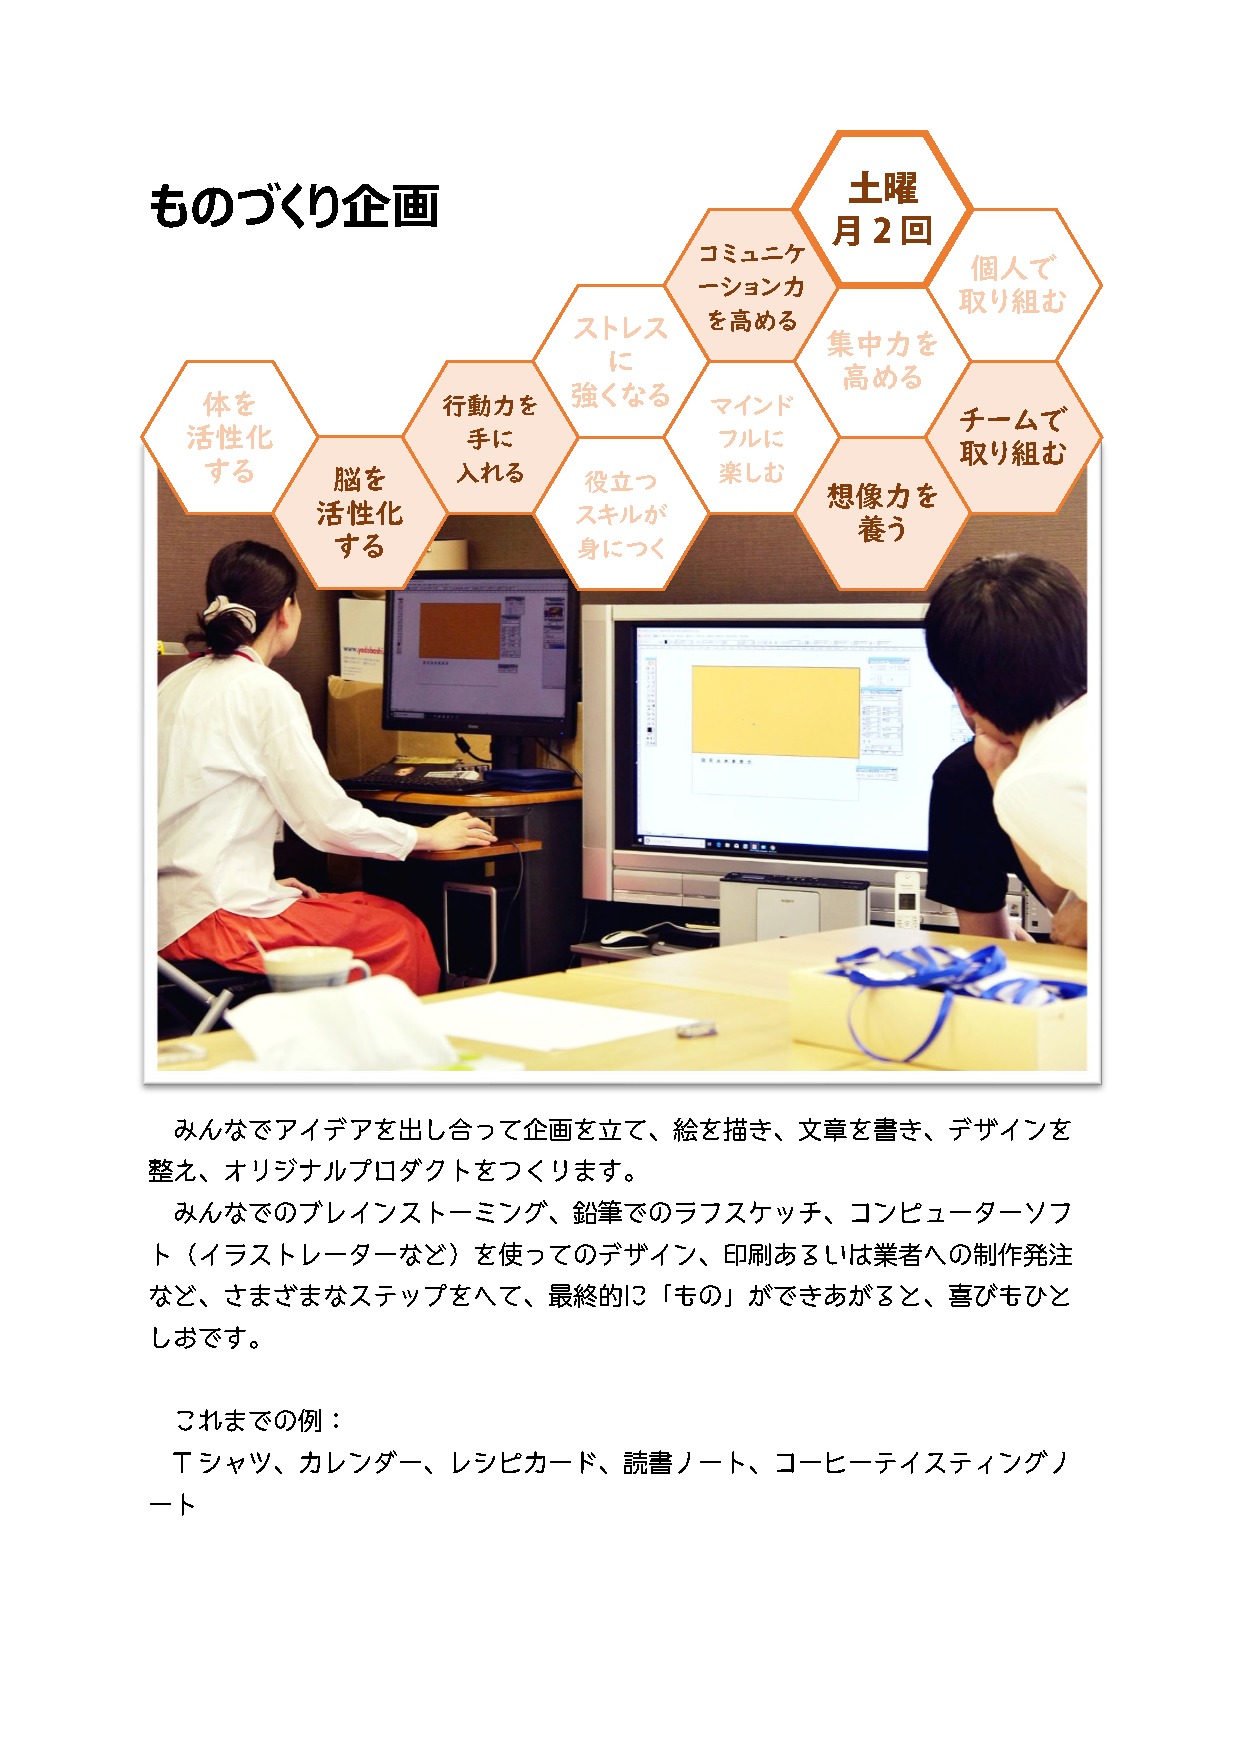 ものづくり企画
土曜
月2回
コミュニケ
ーション力
を高める
個人で
取り組む
ストレス
に
強くなる
集中力を
高める
体を
活性化
する
行動力を
手に
入れる
マインド
フルに
楽しむ
チームで
取り組む
脳を
活性化
する
役立つ
スキルが
身につく
想像力を
養う
www.yodobashi
みんなでアイデアを出し合って企画を立て、絵を描き、文章を書き、デザインを
整え、オリジナルプロダクトをつくります。
みんなでのブレインストーミング、鉛筆でのラフスケッチ、コンピューターソフ
ト（イラストレーターなど）を使ってのデザイン、印刷あるいは業者への制作発注
など、さまざまなステップをへて、最終的に「もの」ができあがると、喜びもひと
しおです。
これまでの例：
Tシャツ、カレンダー、レシピカード、読書ノート、コーヒーテイスティングノ
ート